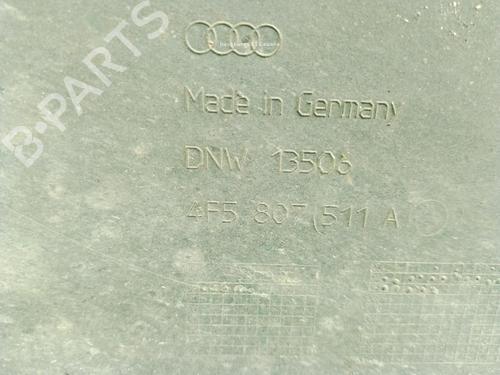 B-PARTS
Made in Germany
DNW 13506
4F5 807 (511 A